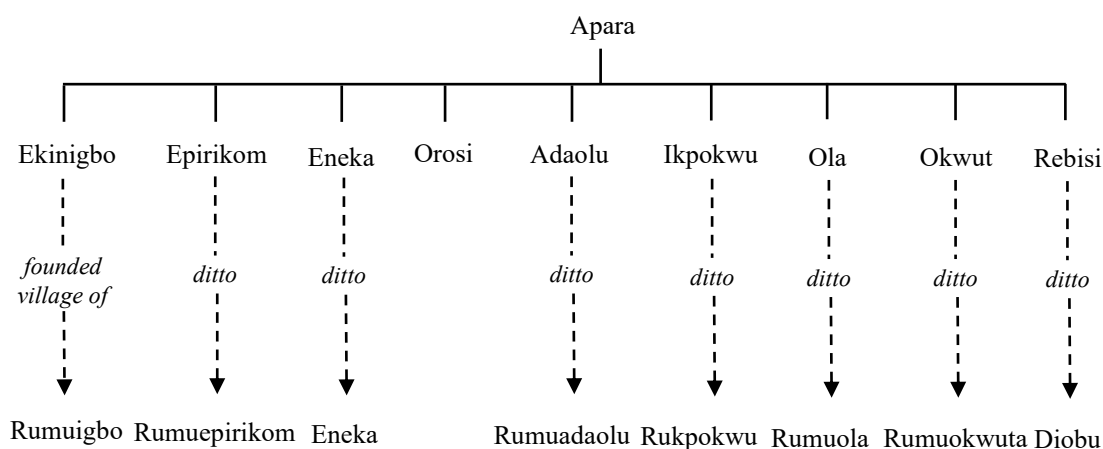 Apara
Ekinigbo Epirikom Eneka Orosi Adaolu Ikpokwu Ola Okwut Rebisi
founded village of ditto ditto ditto ditto ditto ditto ditto
Rumuigbo Rumuepirikom Eneka Rumuadaolu Rukpokwu Rumuola Rumuokwuta Diobu